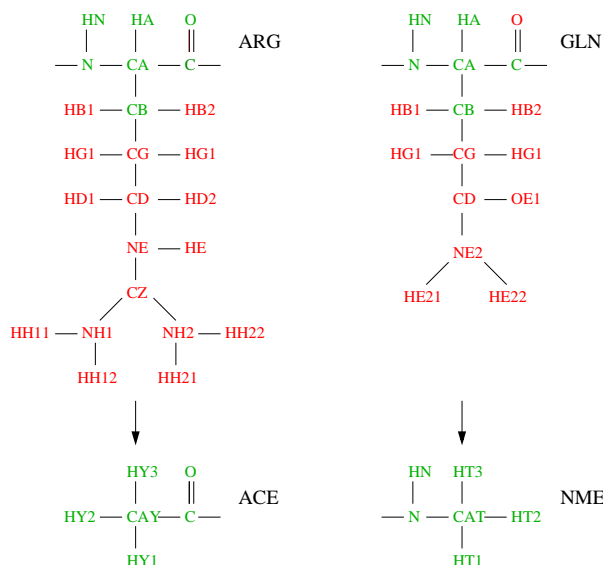 HN HA O HN HA O
ARG GLN
N CA C N CA C
HB1 CB HB2 HB1 CB HB2
HG1 CG HG1 HG1 CG HG1
HD1 CD HD2 CD OE1
NE HE NE2
CZ HE21 HE22
HH11 NH1 NH2 HH22
HH12 HH21
HY3 O HN HT3
ACE NME
HY2 CAY C N CAT HT2
HY1 HT1